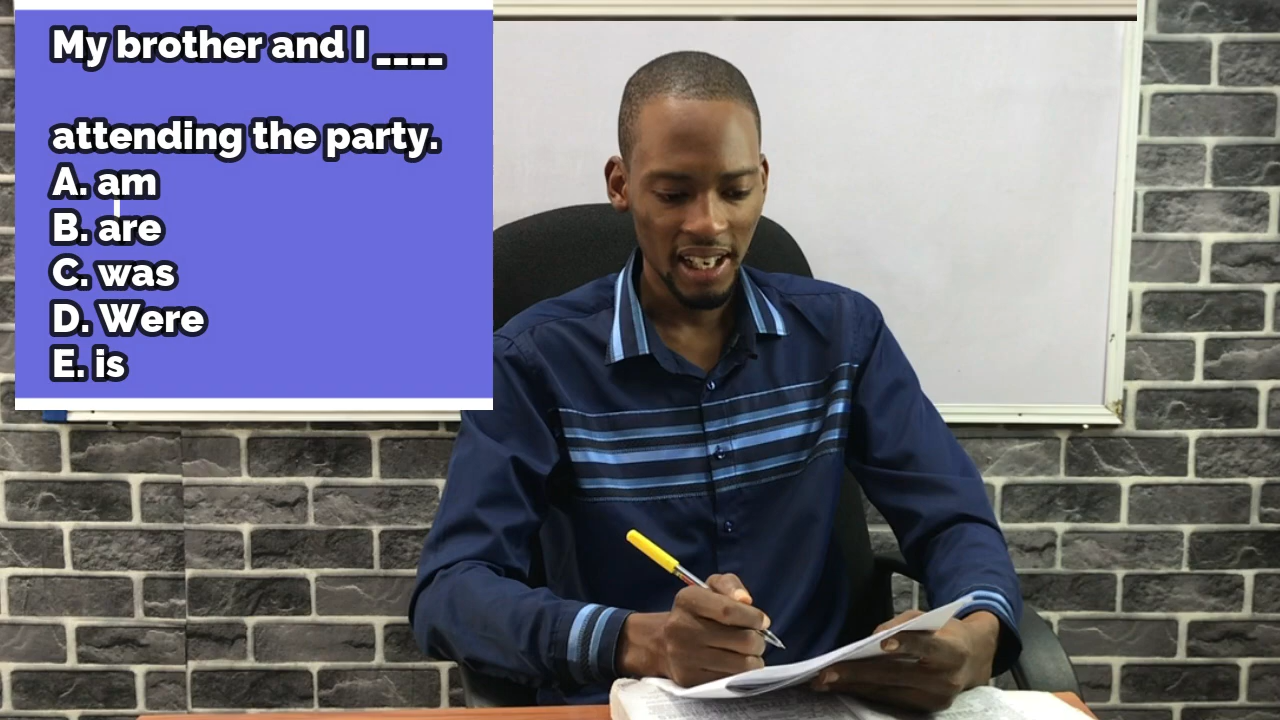 My brother and I ____
attending the party.
A. am
B. are
C. was
D. Were
E. is